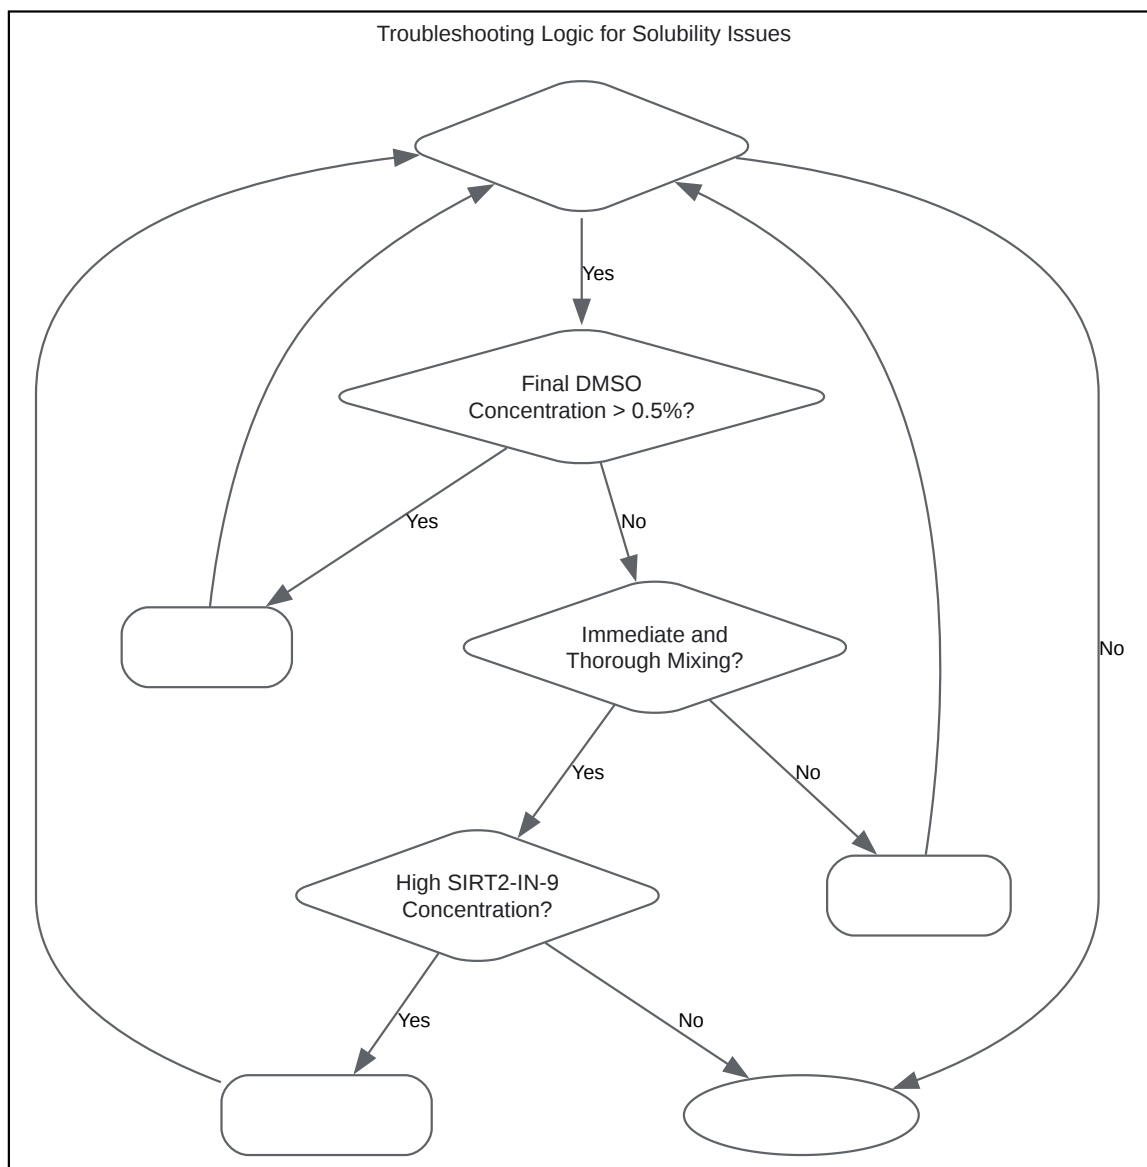 Troubleshooting Logic for Solubility Issues
Yes
Final DMSO
Concentration > 0.5%?
Yes
No
Immediate and
Thorough Mixing?
No
Yes
No
High SIRT2-IN-9
Concentration?
Yes
No